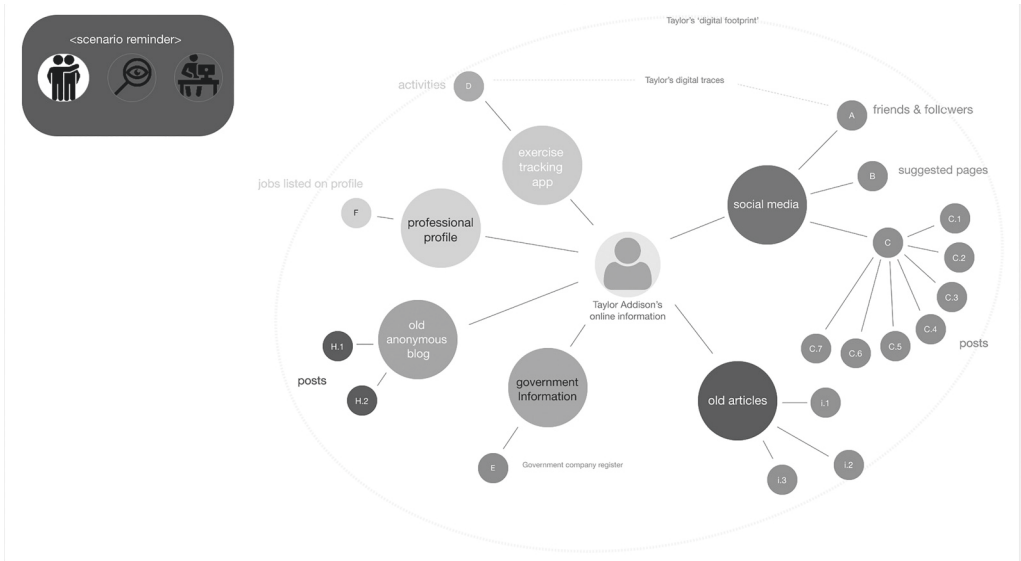 <scenario reminder>
Taylor's 'digital footprint'
activities
D
Taylor's digital traces
A
friends & followers
exercise
tracking
app
B
suggested pages
jobs listed on profile
F
professional
profile
social media
C.1
C
C.2
C.3
C.4
C.5
C.6
C.7
posts
Taylor Addison's
online information
old
anonymous
blog
H.1
posts
H.2
government
Information
E
Government company register
old articles
i.1
i.2
i.3